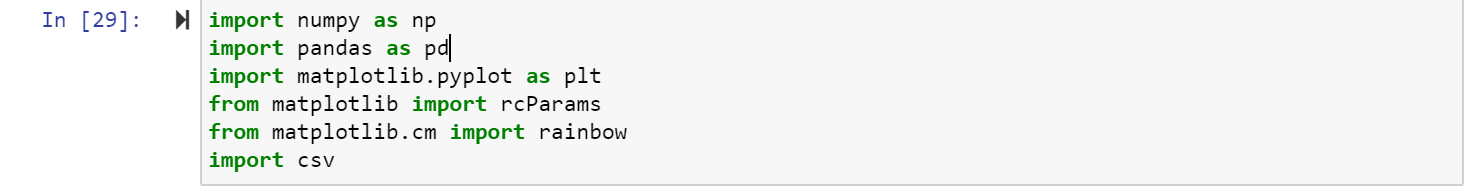 In [29]: import numpy as np
import pandas as pd
import matplotlib.pyplot as plt
from matplotlib import rcParams
from matplotlib.cm import rainbow
import csv